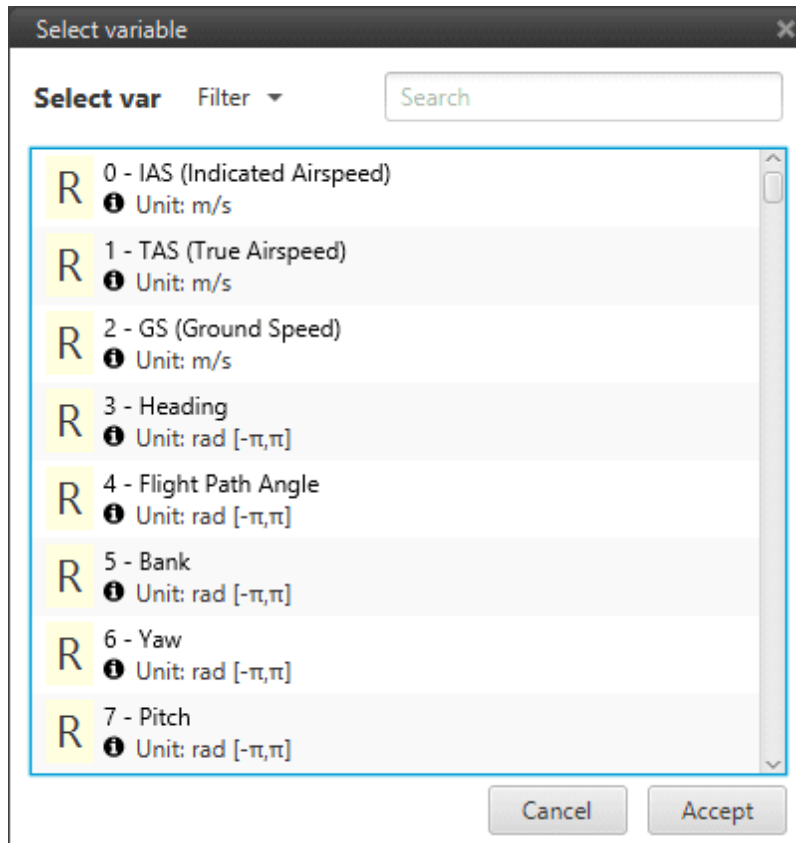 Select variable
Select var Filter Search
R 0 - IAS (Indicated Airspeed)
Unit: m/s
R 1 - TAS (True Airspeed)
Unit: m/s
R 2 - GS (Ground Speed)
Unit: m/s
R 3 - Heading
Unit: rad [-π,π]
R 4 - Flight Path Angle
Unit: rad [-π,π]
R 5 - Bank
Unit: rad [-π,π]
R 6 - Yaw
Unit: rad [-π,π]
R 7 - Pitch
Unit: rad [-π,π]
Cancel Accept